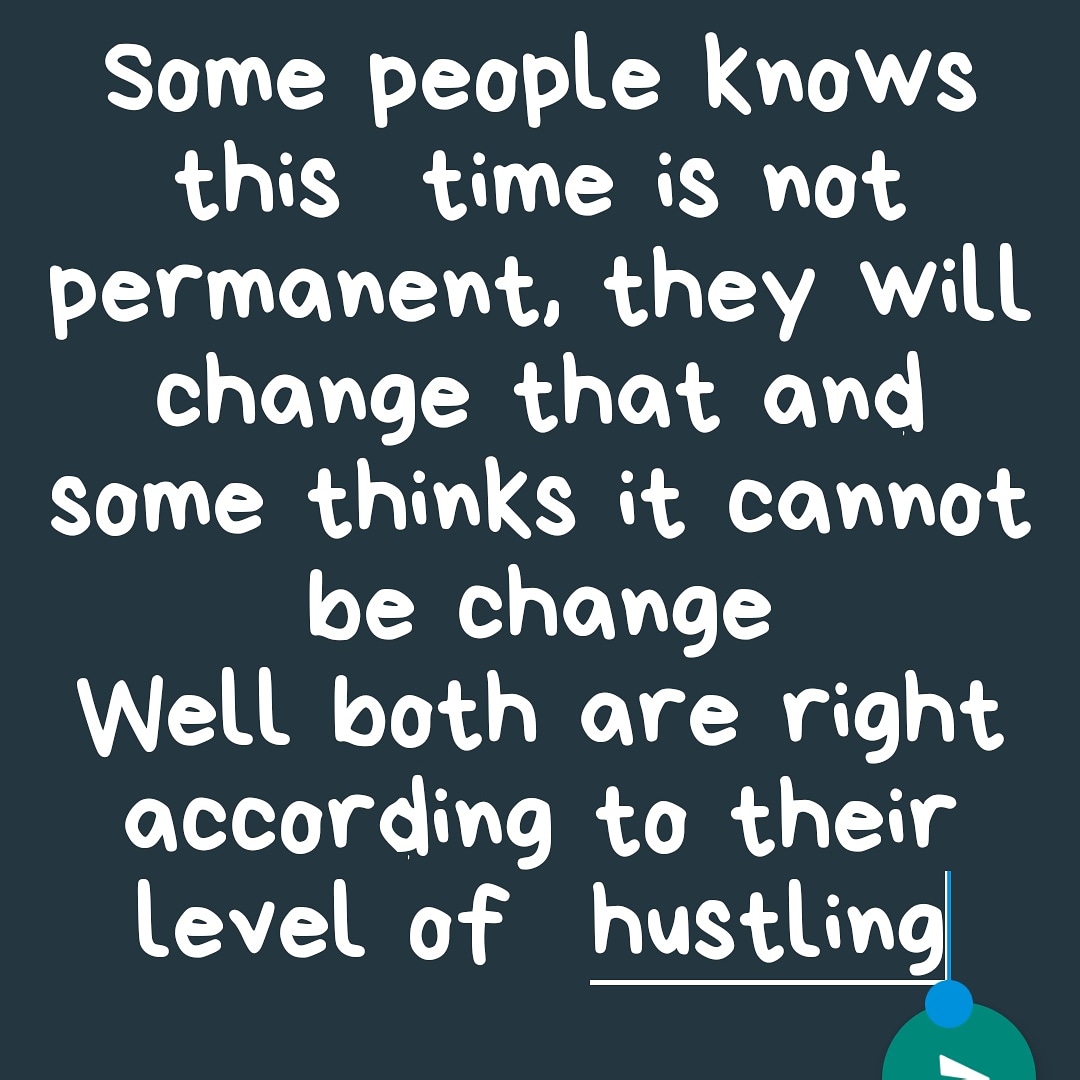 Some people knows
this  time is not
permanent, they will
change that and
some thinks it cannot
be change
Well both are right
according to their
level of  hustling